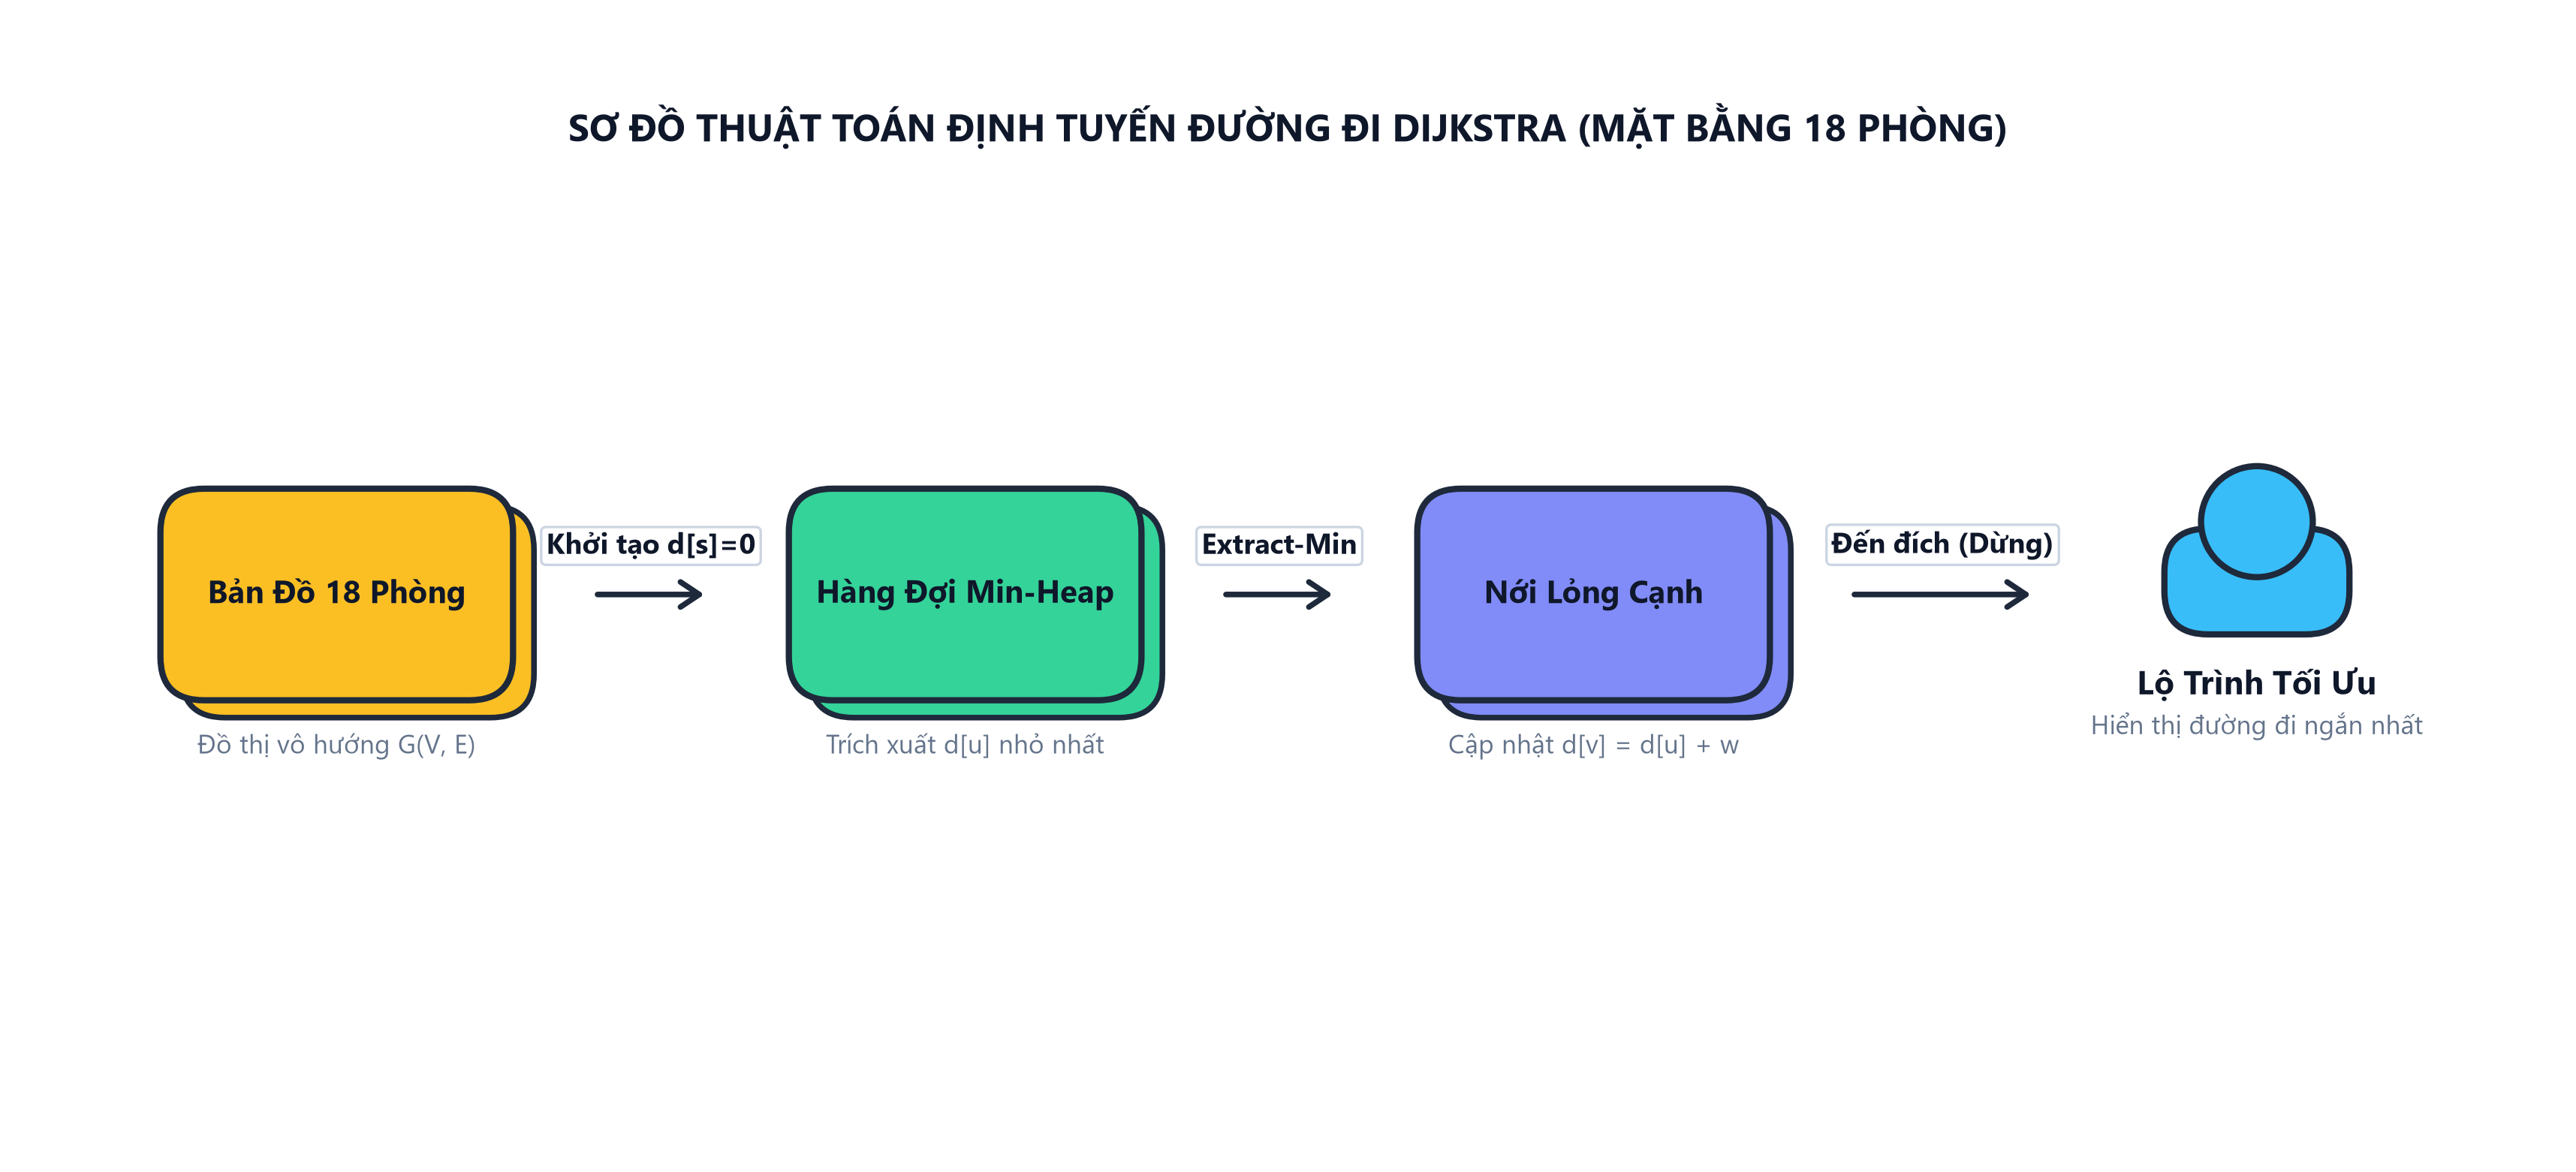 SƠ ĐỒ THUẬT TOÁN ĐỊNH TUYẾN ĐƯỜNG ĐI DIJKSTRA (MẶT BẰNG 18 PHÒNG)
Bản Đồ 18 Phòng
Đồ thị vô hướng G(V, E)
Khởi tạo d[s]=0
Hàng Đợi Min-Heap
Trích xuất d[u] nhỏ nhất
Extract-Min
Nới Lỏng Cạnh
Cập nhật d[v] = d[u] + w
Đến đích (Dừng)
Lộ Trình Tối Ưu
Hiển thị đường đi ngắn nhất